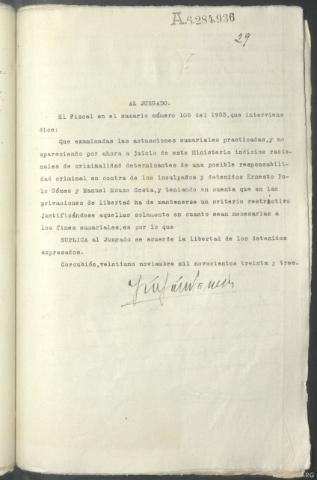 A.6.284.936
29
AL JUZGADO.
El Fiscal en el sumario número 108 del 1933, que interviene
dice:
Que examinadas las actuaciones sumariales practicadas, y no
apareciendo por ahora a juicio de este Ministerio indicios racio-
nales de criminalidad determinantes de una posible responsabili-
dad criminal en contra de los inculpados y detenidos Ernesto Po-
lo Gómez y Manuel Mzano Costa, y teniendo en cuenta que en las
privaciones de libertad ha de mantenerse un criterio restrictivo
justificándose aquellas solamente en cuanto sean necesarias a
los fines sumariales, es por lo que
SUPLICA al Juzgado se acuerde la libertad de los detenidos
expresados.
Corcubión, veintiuno noviembre mil novecientos treinta y tres.